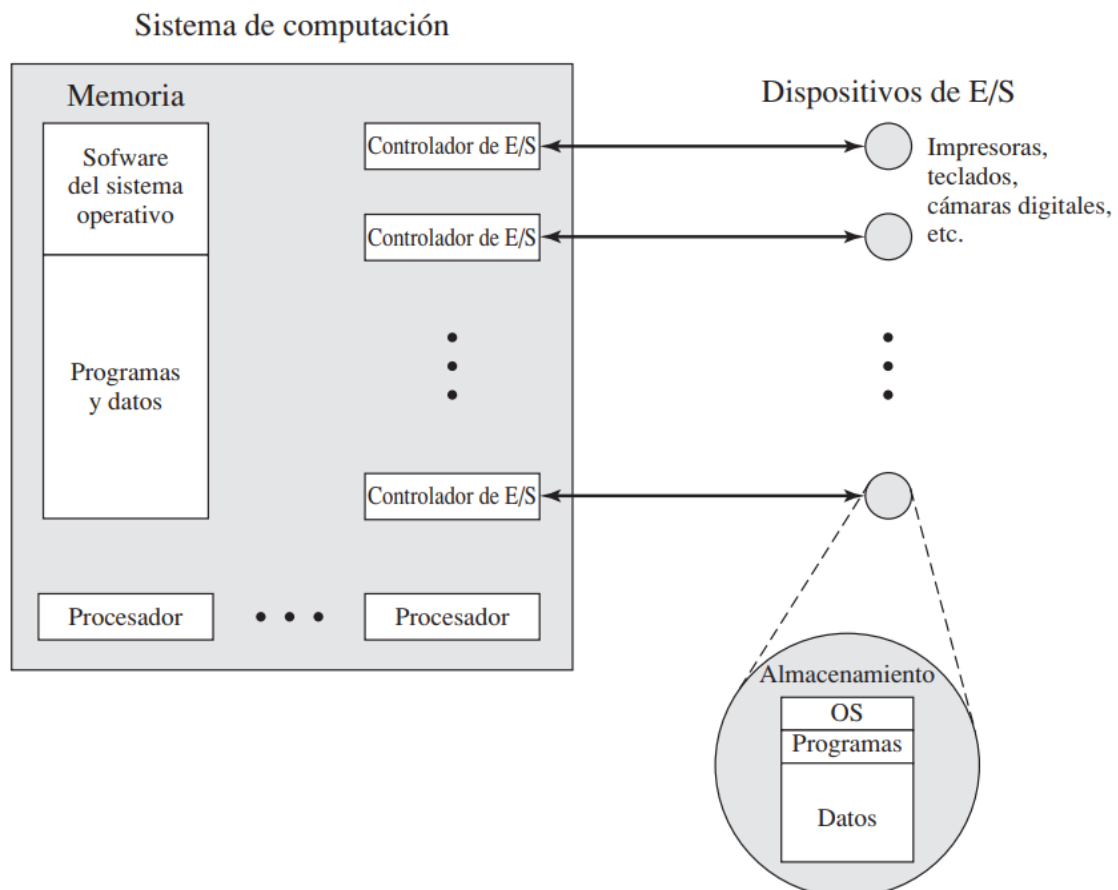 Sistema de computación
Memoria
Sofware
del sistema
operativo
Programas
y datos
Controlador de E/S
Controlador de E/S
Controlador de E/S
Procesador
Procesador
Dispositivos de E/S
Impresoras,
teclados,
cámaras digitales,
etc.
Almacenamiento
OS
Programas
Datos